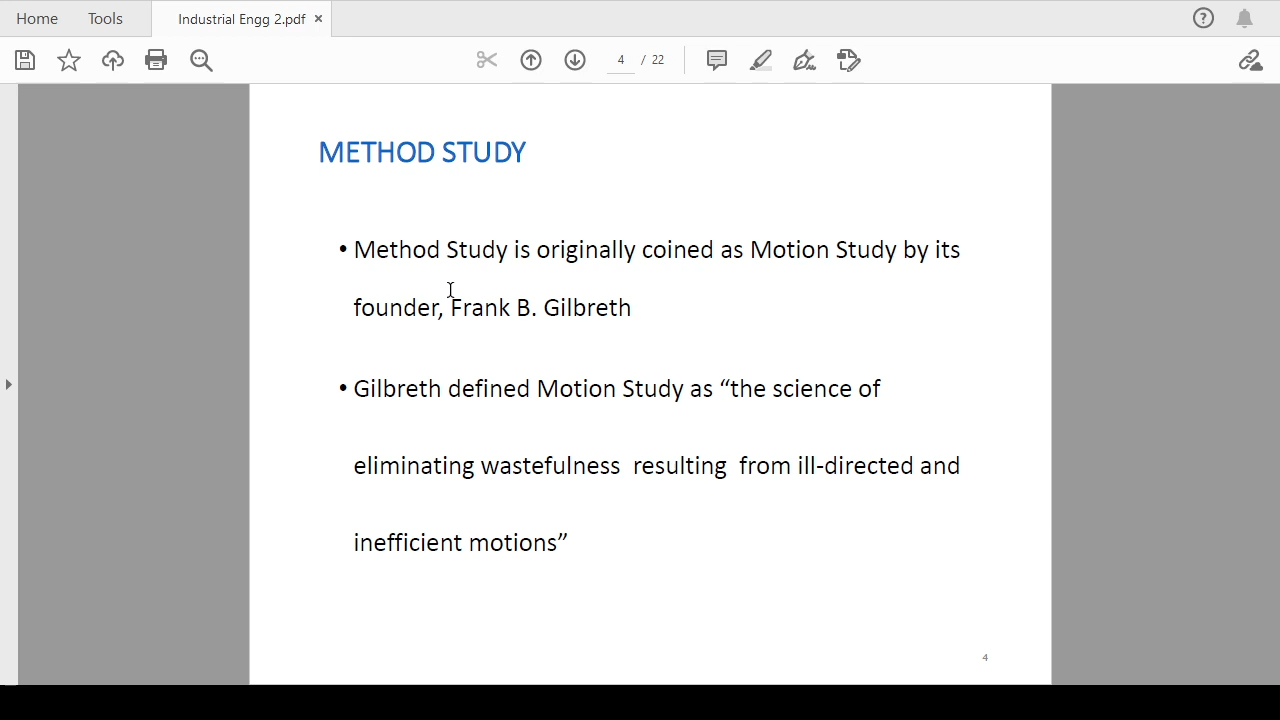 Home Tools Industrial Engg 2.pdf ×
4 / 22
METHOD STUDY
• Method Study is originally coined as Motion Study by its
founder, Frank B. Gilbreth
• Gilbreth defined Motion Study as “the science of
eliminating wastefulness resulting from ill-directed and
inefficient motions”
4